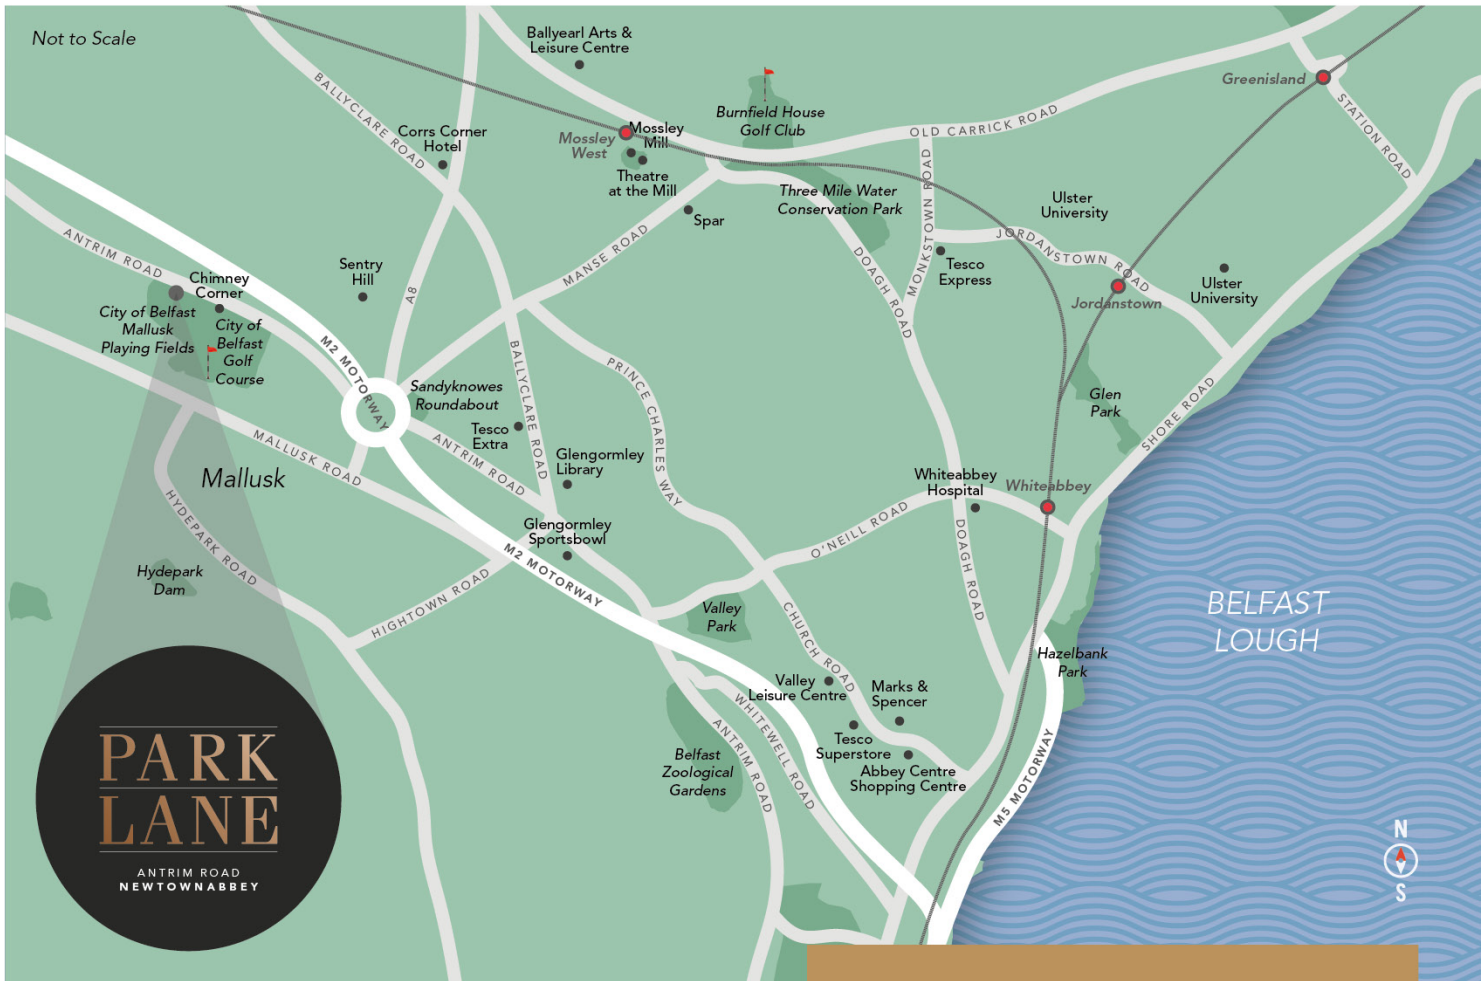 Not to Scale
Ballyearl Arts &
Leisure Centre
Greenisland
BALLYCLARE ROAD
Burnfield House
Golf Club
OLD CARRICK ROAD
STATION ROAD
Corrs Corner
Hotel
Mossley
West
Mossley
Mill
Theatre
at the Mill
Spar
Three Mile Water
Conservation Park
MONKSTOWN ROAD
Ulster
University
JORDANSTOWN ROAD
ANTRIM ROAD
Chimney
Corner
Sentry
Hill
A8
MANSE ROAD
DOAGH ROAD
Tesco
Express
Jordanstown
Ulster
University
City of Belfast
Mallusk
Playing Fields
City of
Belfast
Golf
Course
M2 MOTORWAY
BALLYCLARE ROAD
PRINCE CHARLES WAY
Sandyknowes
Roundabout
Glen
Park
SHORE ROAD
Tesco
Extra
ANTRIM ROAD
MALLUSK ROAD
Mallusk
Glengormley
Library
Whiteabbey
Hospital
Whiteabbey
HYDEPARK ROAD
Glengormley
Sportsbowl
O'NEILL ROAD
DOAGH ROAD
M2 MOTORWAY
Hydepark
Dam
HIGHTOWN ROAD
Valley
Park
CHURCH ROAD
BELFAST
LOUGH
Hazelbank
Park
Valley
Leisure Centre
Marks &
Spencer
WHITEWELL ROAD
ANTRIM ROAD
Tesco
Superstore
Abbey Centre
Shopping Centre
Belfast
Zoological
Gardens
M5 MOTORWAY
PARK
LANE
ANTRIM ROAD
NEWTOWNABBEY
N
S